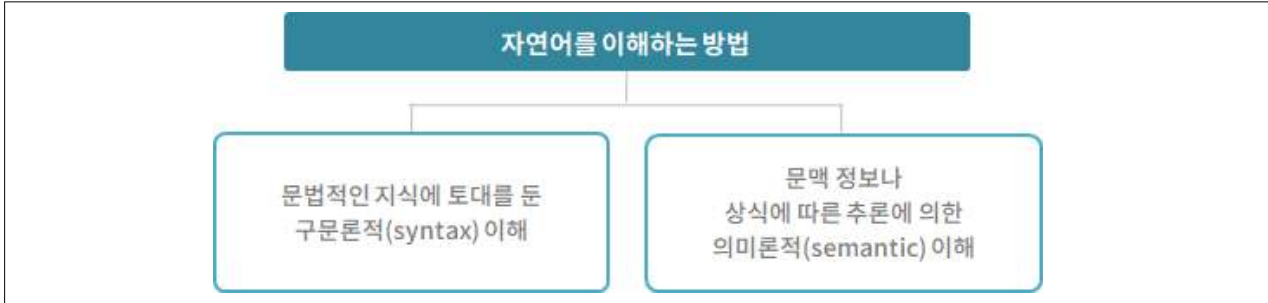 자연어를 이해하는 방법
문법적인 지식에 토대를 둔
구문론적(syntax) 이해
문맥 정보나
상식에 따른 추론에 의한
의미론적(semantic) 이해